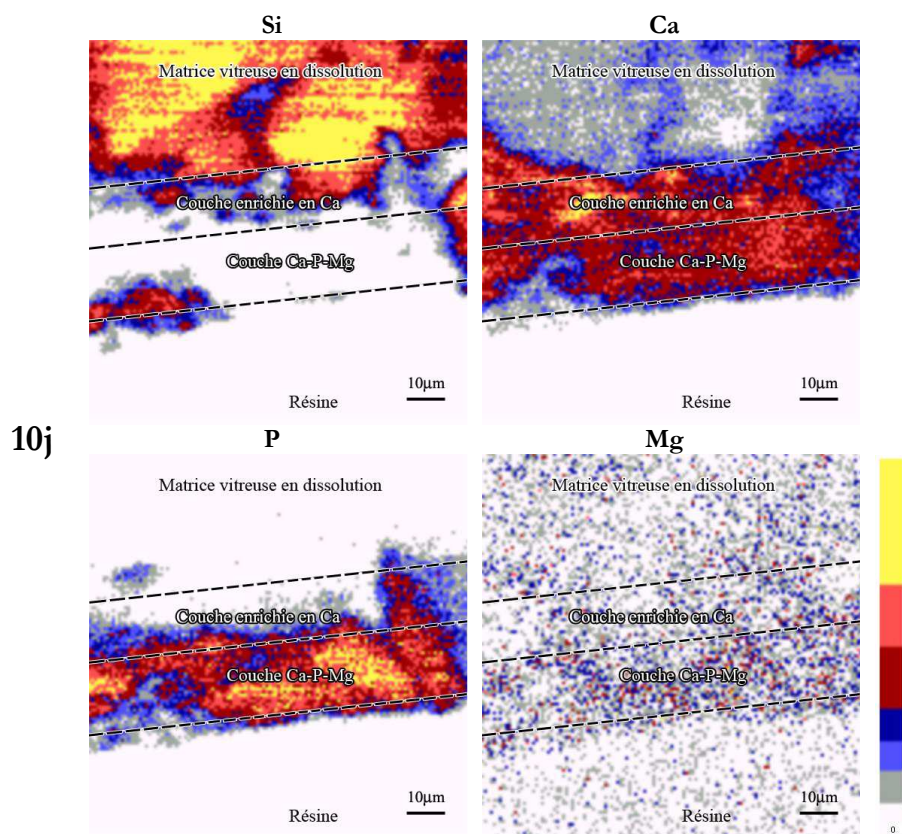 Si
Ca
Matrice vitreuse en dissolution
Matrice vitreuse en dissolution
Couche enrichie en Ca
Couche enrichie en Ca
Couche Ca-P-Mg
Couche Ca-P-Mg
10µm
10µm
Résine
Résine
10j
P
Mg
Matrice vitreuse en dissolution
Matrice vitreuse en dissolution
Couche enrichie en Ca
Couche enrichie en Ca
Couche Ca-P-Mg
Couche Ca-P-Mg
10µm
10µm
Résine
Résine
0